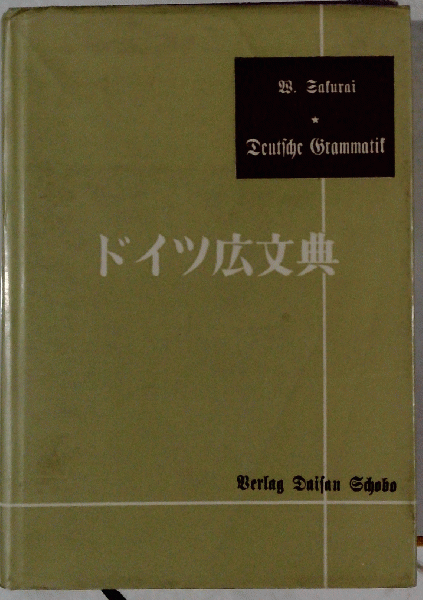 W. Sakurai
★
Deutsche Grammatik
ドイツ広文典
Verlag Daisan Schobo